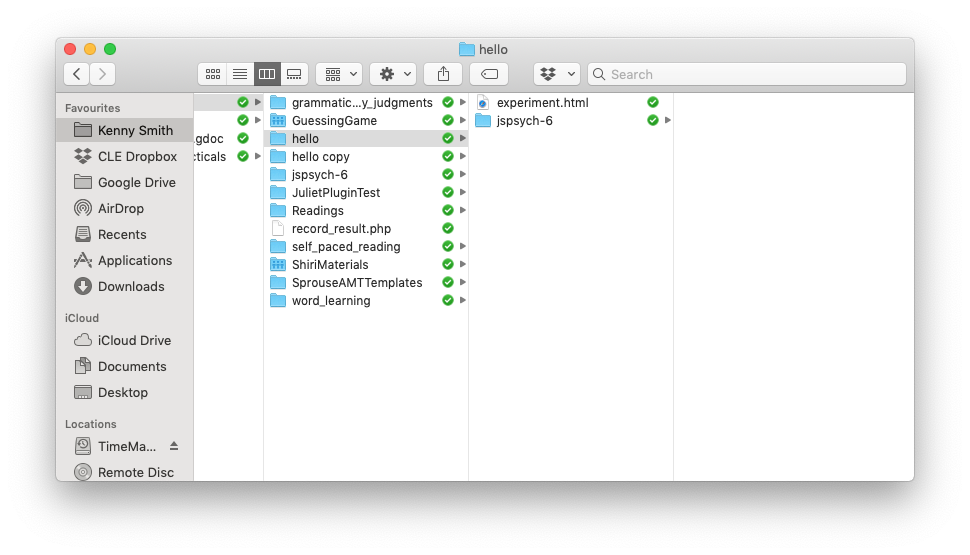 hello
Search
Favourites
Kenny Smith
CLE Dropbox
Google Drive
AirDrop
Recents
Applications
Downloads
iCloud
iCloud Drive
Documents
Desktop
Locations
TimeMa...
Remote Disc
.gdoc
cticals
grammatic...y_judgments
GuessingGame
hello
hello copy
jspsych-6
JulietPluginTest
Readings
record_result.php
self_paced_reading
ShiriMaterials
SprouseAMTTemplates
word_learning
experiment.html
jspsych-6